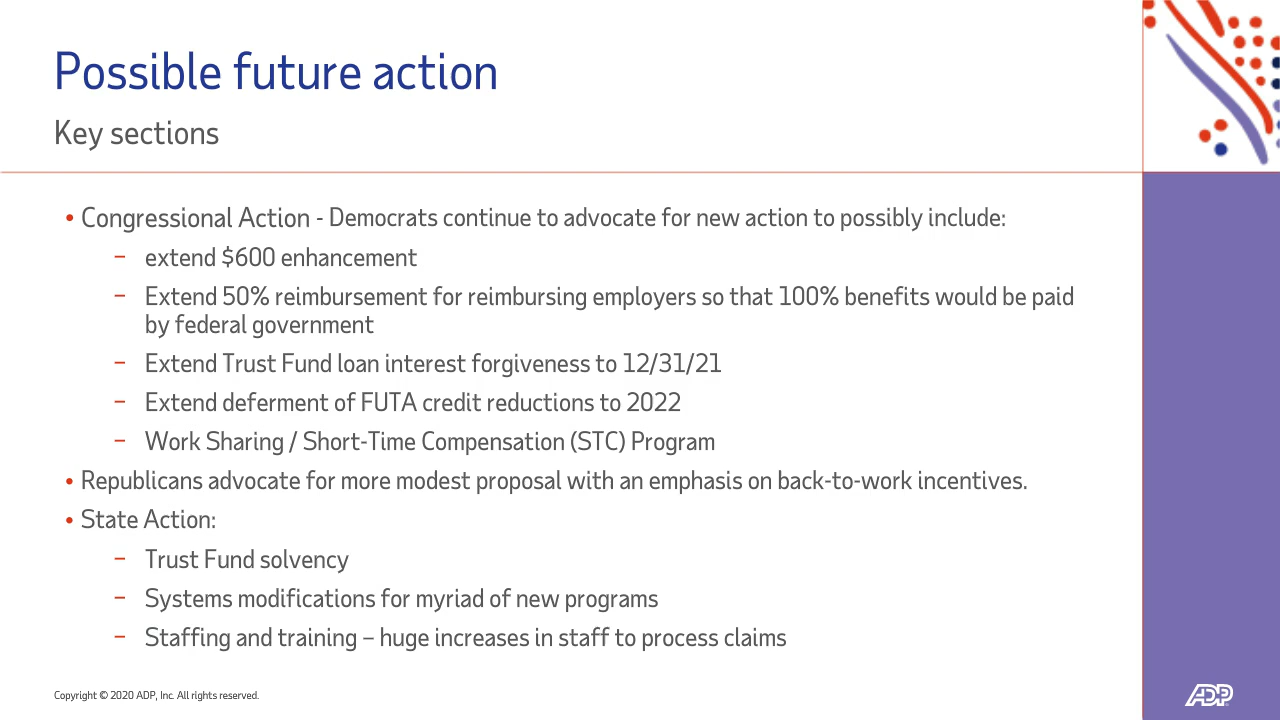 Possible future action
Key sections
• Congressional Action - Democrats continue to advocate for new action to possibly include:
– extend $600 enhancement
– Extend 50% reimbursement for reimbursing employers so that 100% benefits would be paid
by federal government
– Extend Trust Fund loan interest forgiveness to 12/31/21
– Extend deferment of FUTA credit reductions to 2022
– Work Sharing / Short-Time Compensation (STC) Program
• Republicans advocate for more modest proposal with an emphasis on back-to-work incentives.
• State Action:
– Trust Fund solvency
– Systems modifications for myriad of new programs
– Staffing and training – huge increases in staff to process claims
Copyright © 2020 ADP, Inc. All rights reserved.
ADP